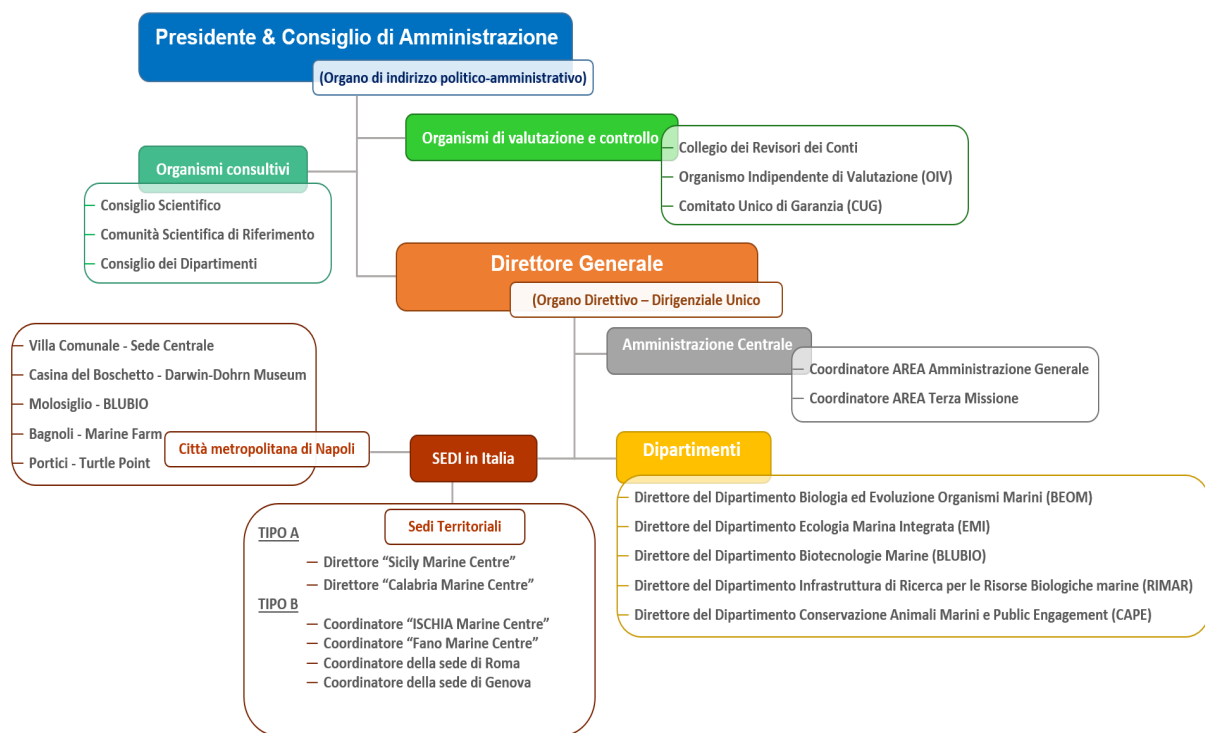 Presidente & Consiglio di Amministrazione
(Organo di indirizzo politico-amministrativo)
Organismi di valutazione e controllo
Collegio dei Revisori dei Conti
Organismo Indipendente di Valutazione (OIV)
Comitato Unico di Garanzia (CUG)
Organismi consultivi
Consiglio Scientifico
Comunità Scientifica di Riferimento
Consiglio dei Dipartimenti
Direttore Generale
(Organo Direttivo – Dirigenziale Unico
Amministrazione Centrale
Coordinatore AREA Amministrazione Generale
Coordinatore AREA Terza Missione
Villa Comunale - Sede Centrale
Casina del Boschetto - Darwin-Dohrn Museum
Molosiglio - BLUBIO
Bagnoli - Marine Farm
Portici - Turtle Point
Città metropolitana di Napoli
SEDI in Italia
Dipartimenti
Direttore del Dipartimento Biologia ed Evoluzione Organismi Marini (BEOM)
Direttore del Dipartimento Ecologia Marina Integrata (EMI)
Direttore del Dipartimento Biotecnologie Marine (BLUBIO)
Direttore del Dipartimento Infrastruttura di Ricerca per le Risorse Biologiche marine (RIMAR)
Direttore del Dipartimento Conservazione Animali Marini e Public Engagement (CAPE)
Sedi Territoriali
TIPO A
Direttore “Sicily Marine Centre”
Direttore “Calabria Marine Centre”
TIPO B
Coordinatore “ISCHIA Marine Centre”
Coordinatore “Fano Marine Centre”
Coordinatore della sede di Roma
Coordinatore della sede di Genova